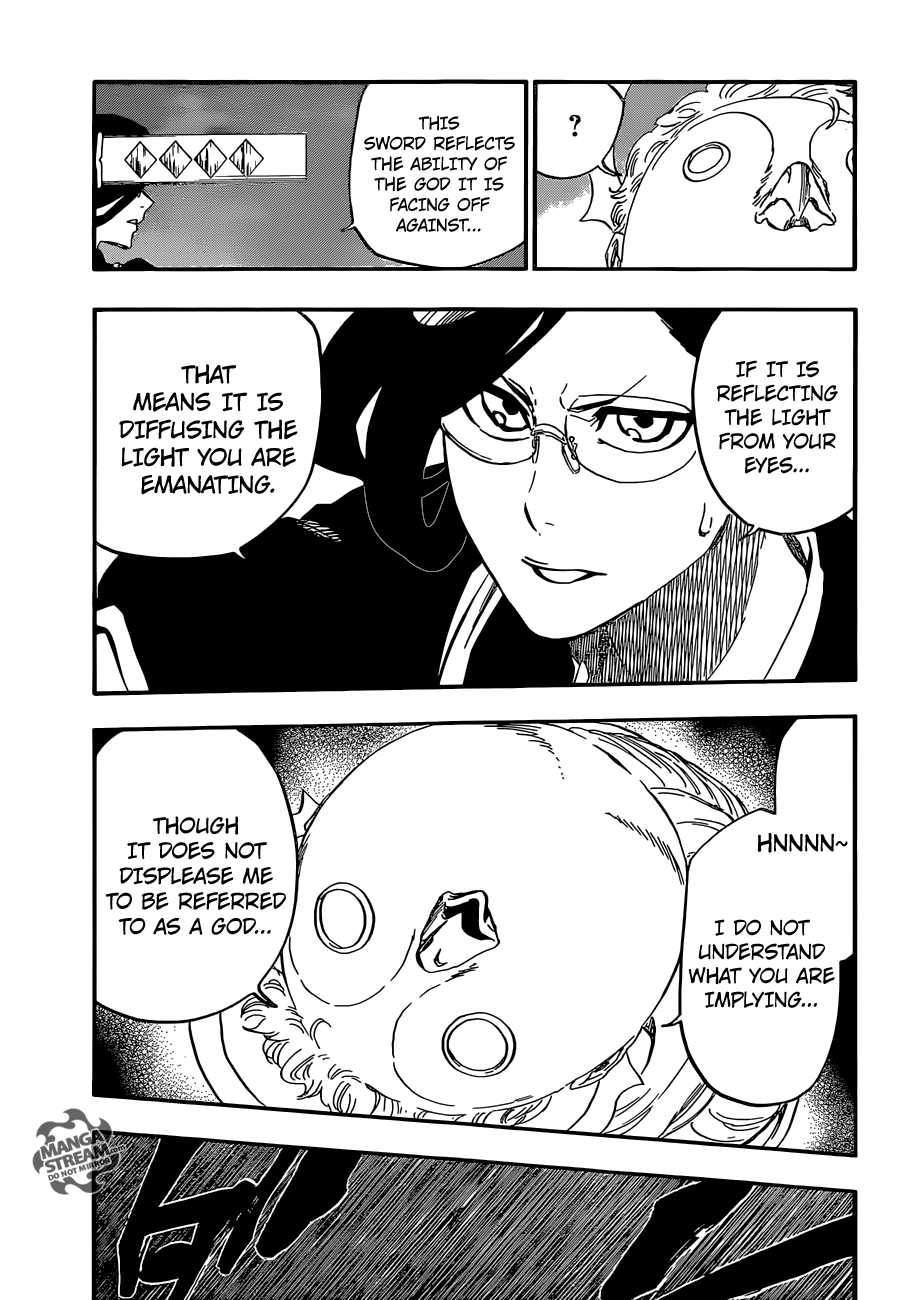 ?
THIS
SWORD REFLECTS
THE ABILITY OF
THE GOD IT IS
FACING OFF
AGAINST...
IF IT IS
REFLECTING
THE LIGHT
FROM YOUR
EYES...
THAT
MEANS IT IS
DIFFUSING THE
LIGHT YOU ARE
EMANATING.
HNNNN~
I DO NOT
UNDERSTAND
WHAT YOU ARE
IMPLYING...
THOUGH
IT DOES NOT
DISPLEASE ME
TO BE REFERRED
TO AS A GOD...
MANGA
STREAM
DO NOT MIRROR